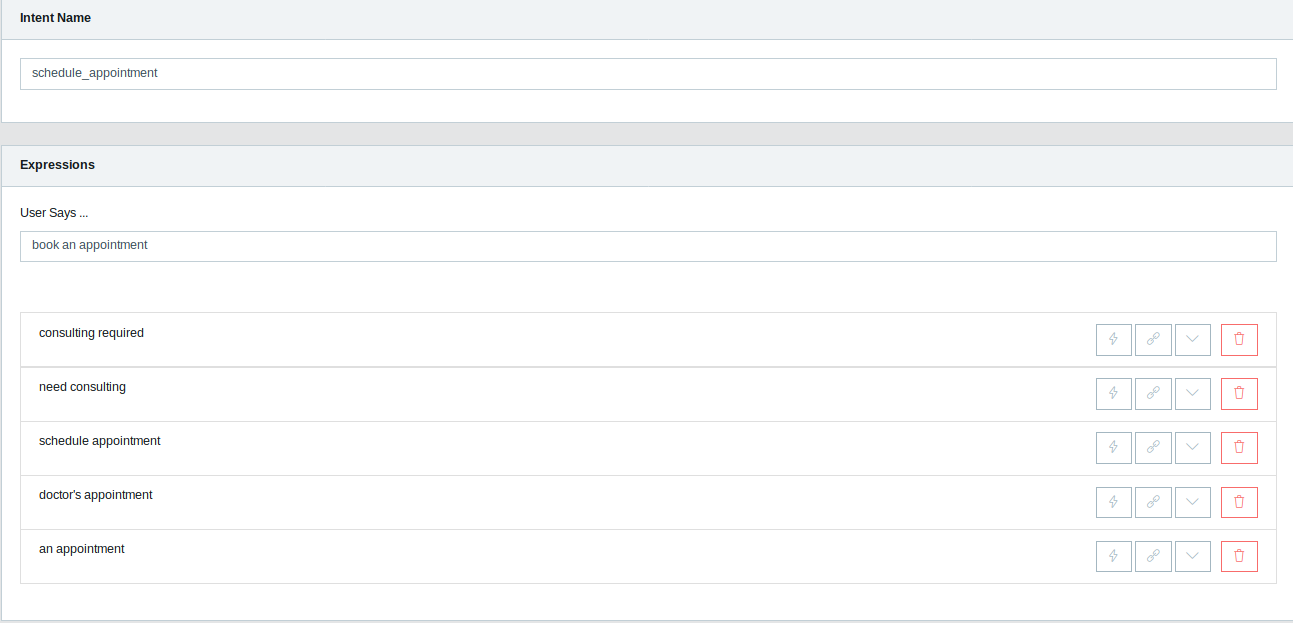 Intent Name
schedule_appointment
Expressions
User Says ...
book an appointment
consulting required
need consulting
schedule appointment
doctor's appointment
an appointment